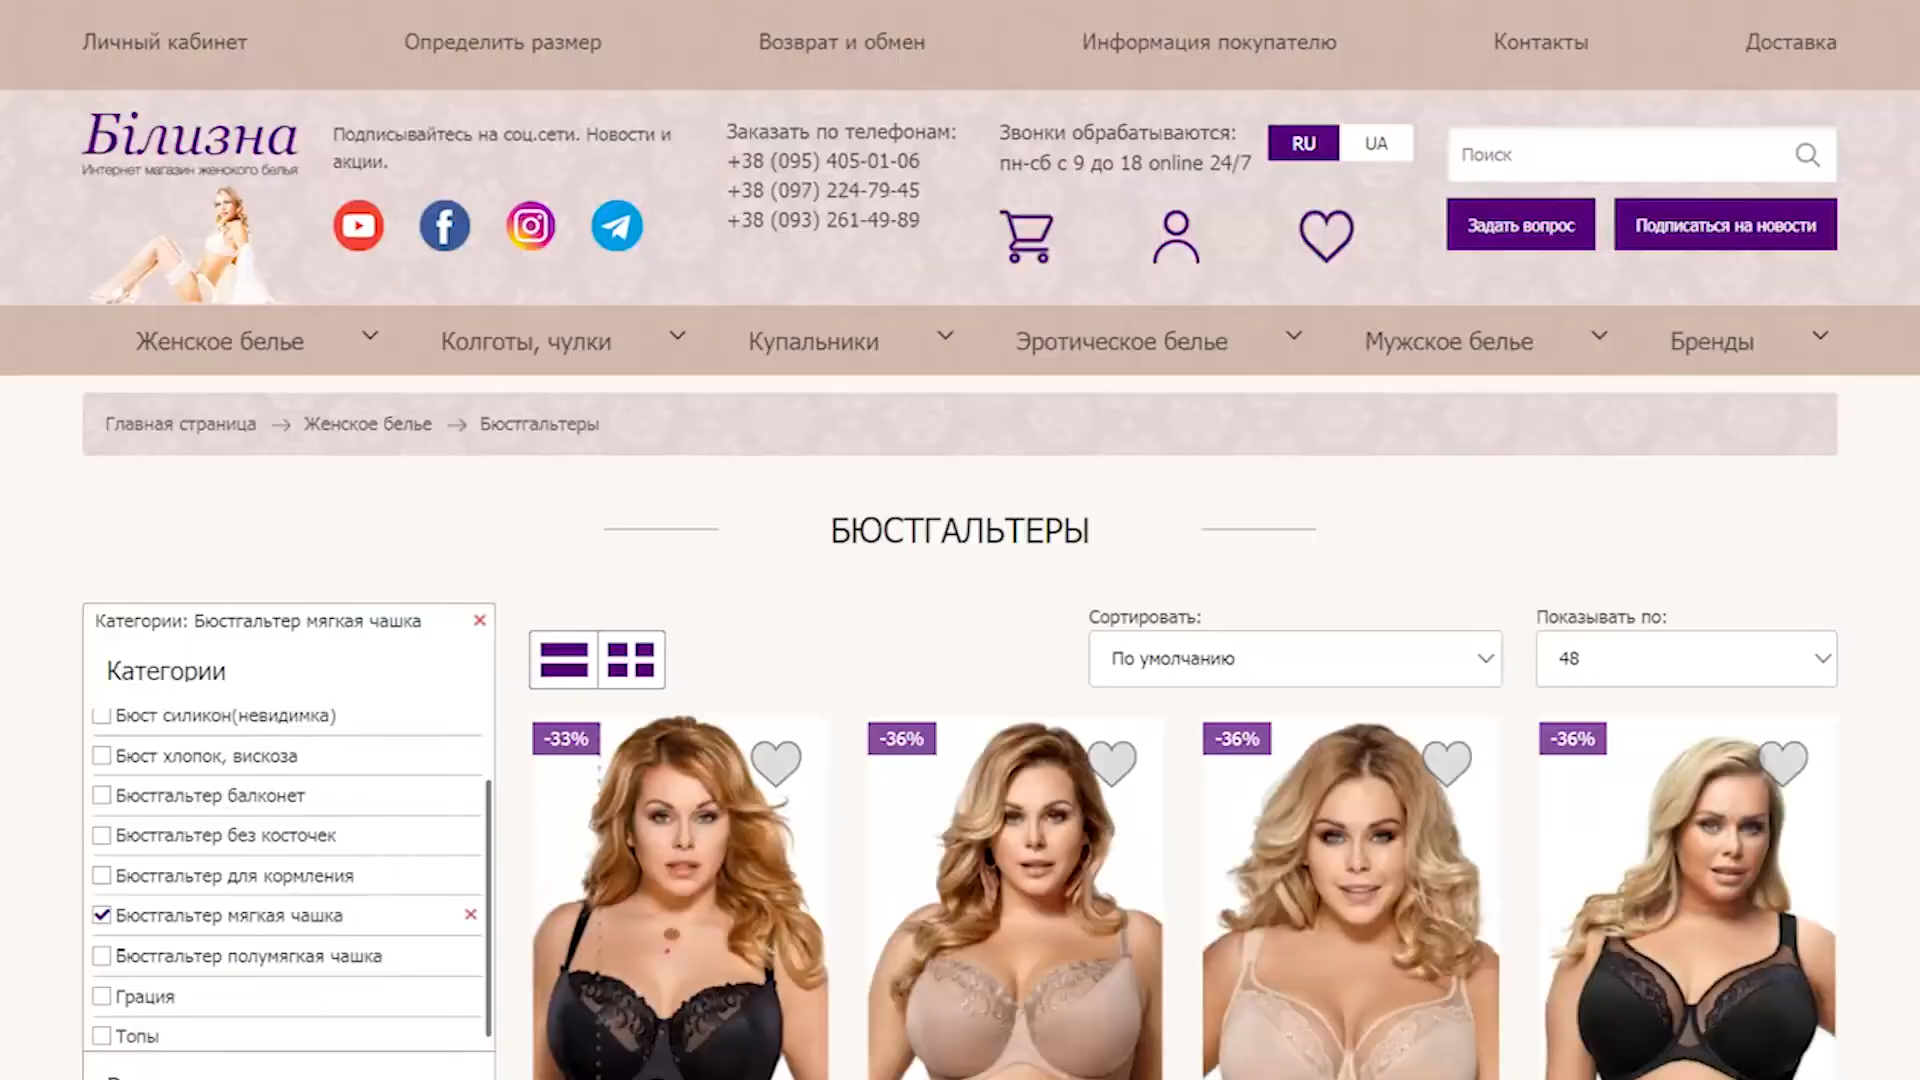 Личный кабинет
Определить размер
Возврат и обмен
Информация покупателю
Контакты
Доставка
Білизна
Интернет магазин женского белья
Подписывайтесь на соц.сети. Новости и
акции.
Заказать по телефонам:
+38 (095) 405-01-06
+38 (097) 224-79-45
+38 (093) 261-49-89
Звонки обрабатываются:
пн-сб с 9 до 18 online 24/7
RU
UA
Поиск
Задать вопрос
Подписаться на новости
Женское белье
Колготы, чулки
Купальники
Эротическое белье
Мужское белье
Бренды
Главная страница → Женское белье → Бюстгальтеры
БЮСТГАЛЬТЕРЫ
Категории: Бюстгальтер мягкая чашка
Категории
Бюст силикон(невидимка)
Бюст хлопок, вискоза
Бюстгальтер балконет
Бюстгальтер без косточек
Бюстгальтер для кормления
Бюстгальтер мягкая чашка
Бюстгальтер полумягкая чашка
Грация
Топы
Сортировать:
По умолчанию
Показывать по:
48
-33%
-36%
-36%
-36%